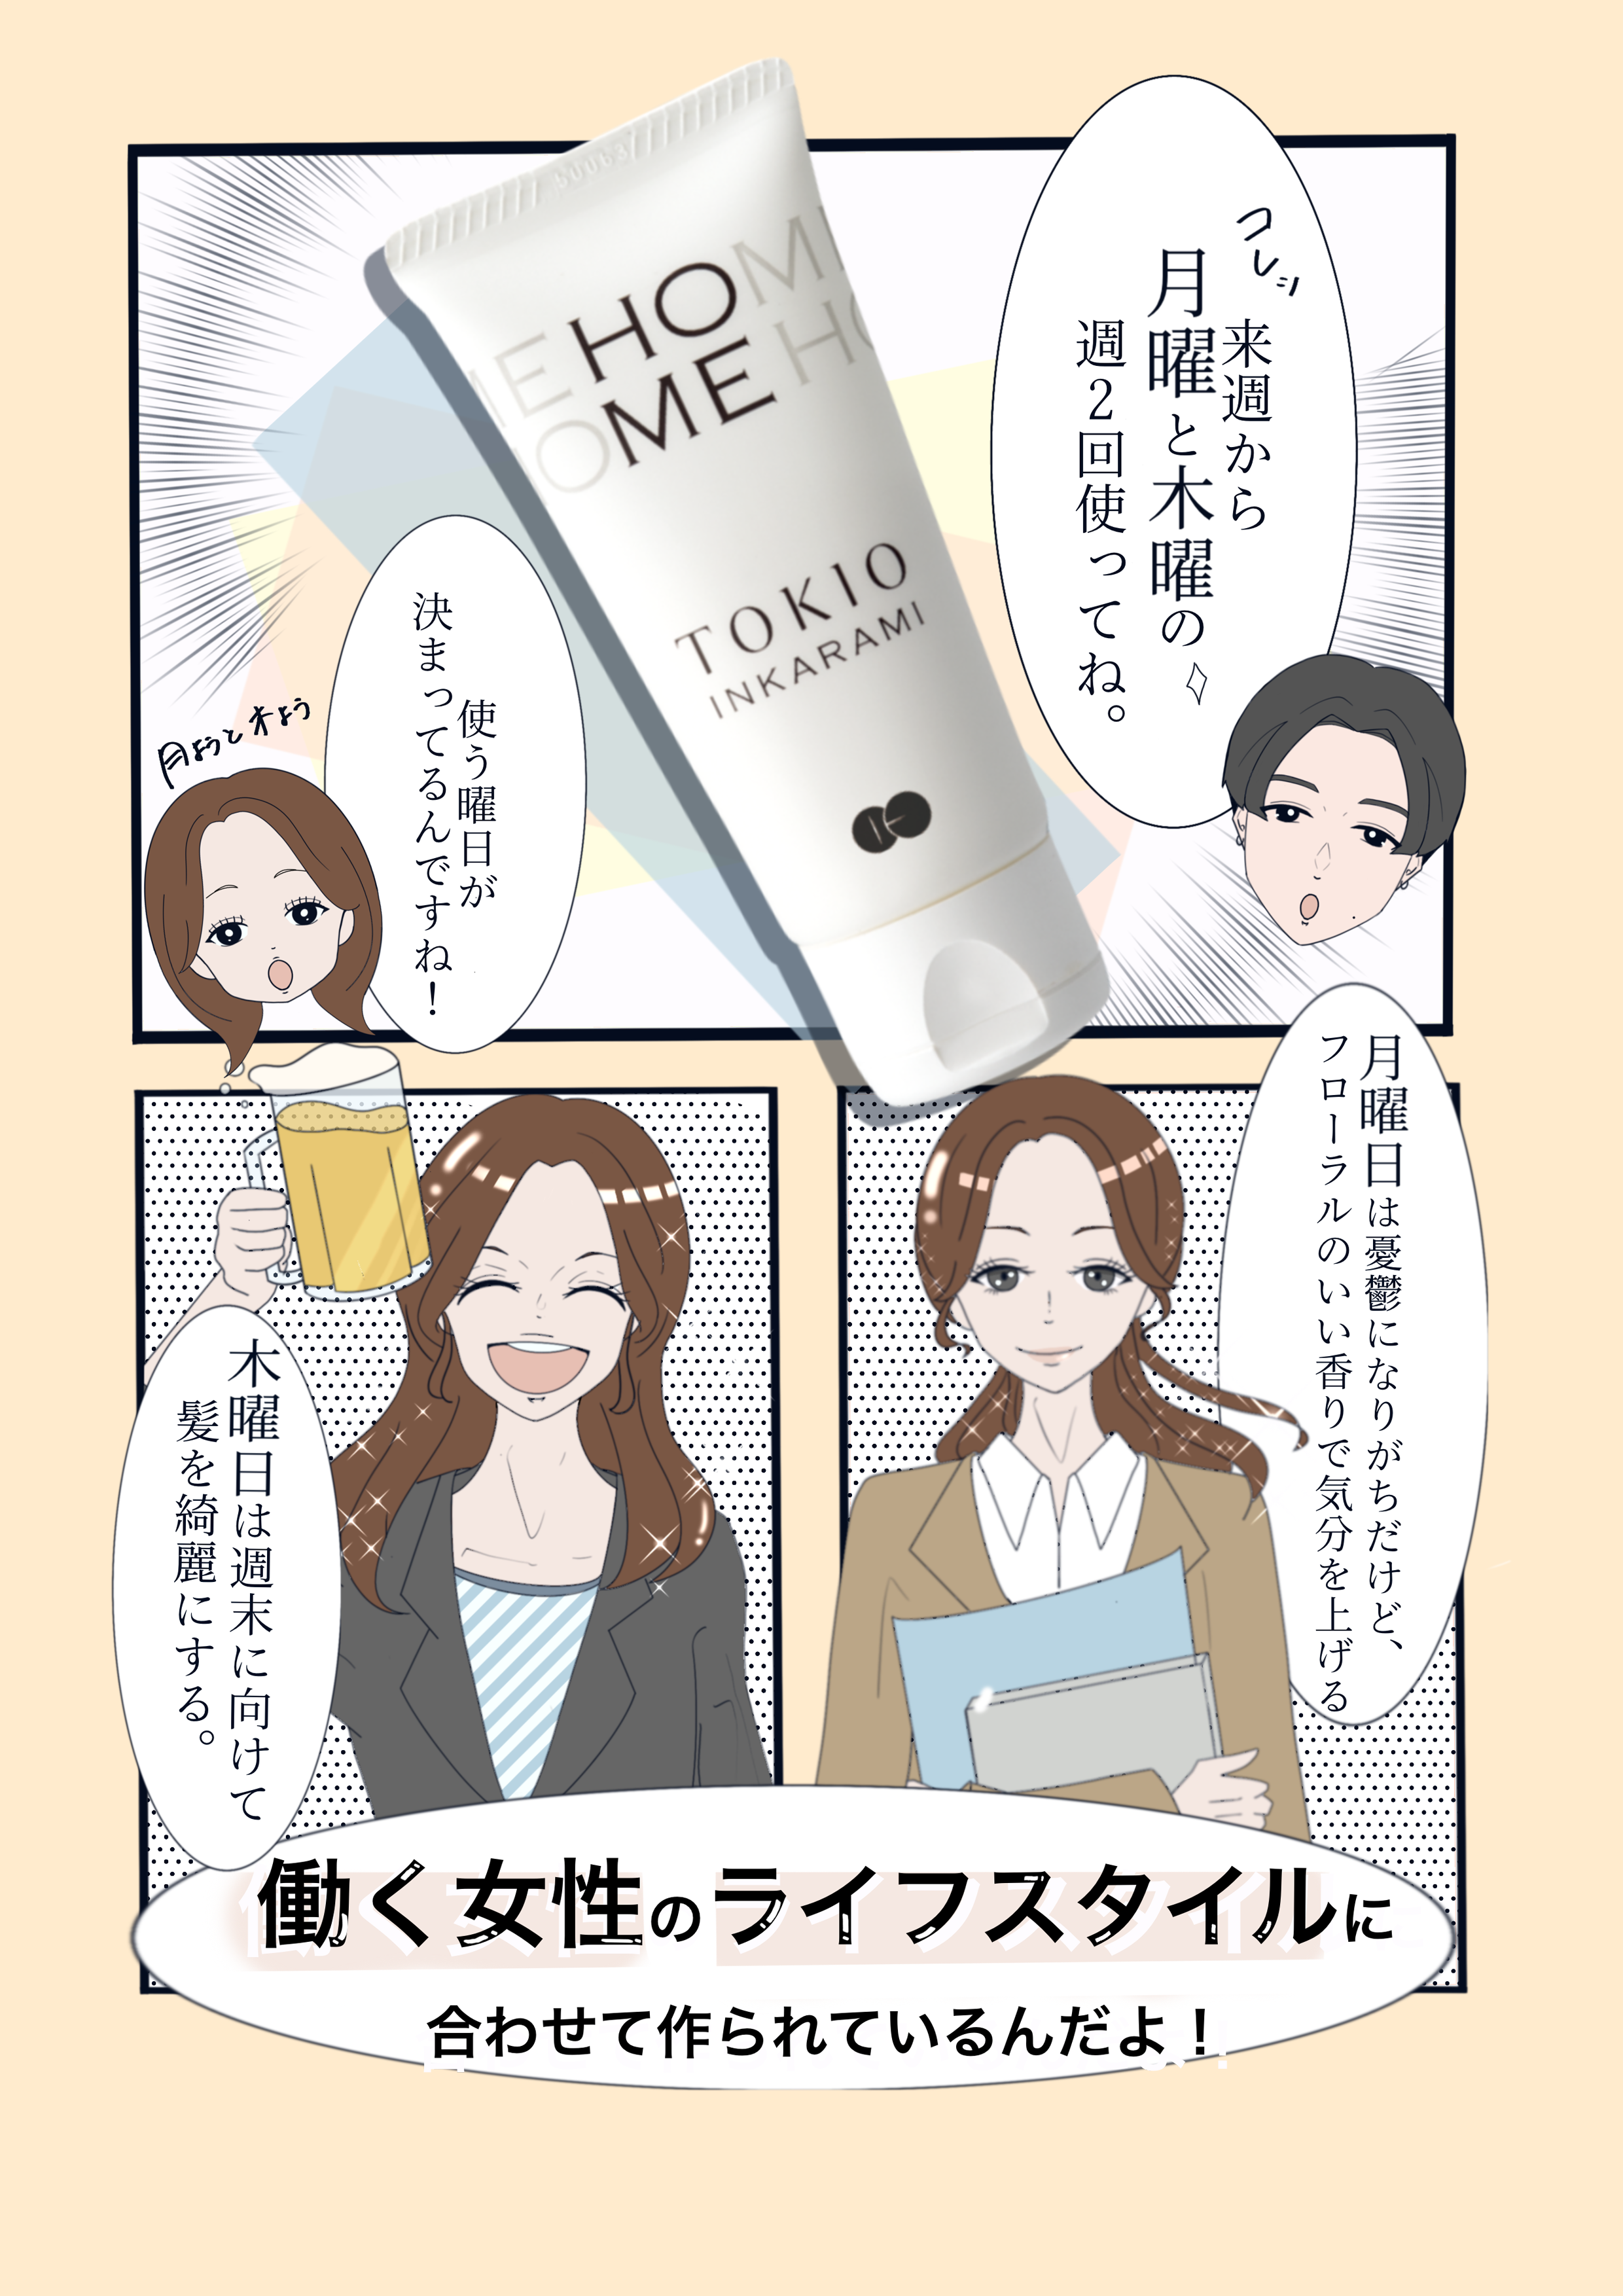 コレ!!
来週から
月曜と木曜の
週2回使ってね。
50063
HOME
HOME
HOME
TOKIO
INKARAMI
使う曜日が
決まってるんですね！
月ようと木よう
月曜日は憂鬱になりがちだけど、
フローラルのいい香りで気分を上げる
木曜日は週末に向けて
髪を綺麗にする。
働く女性のライフスタイルに
合わせて作られているんだよ！